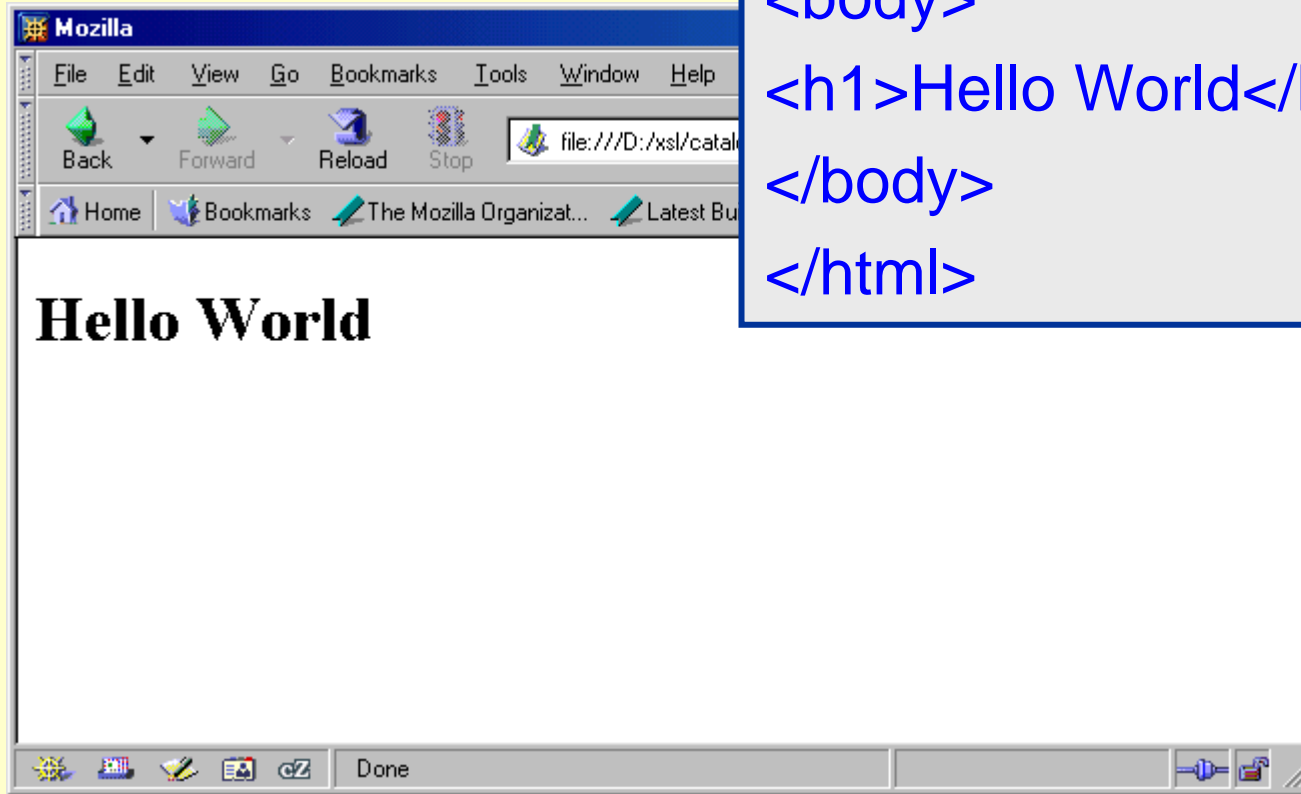 Mozilla
File Edit View Go Bookmarks Tools Window Help
Back Forward Reload Stop file:///D:/xsl/catal
Home Bookmarks The Mozilla Organizat... Latest Bu
Hello World
Done
<body>
<h1>Hello World</
</body>
</html>